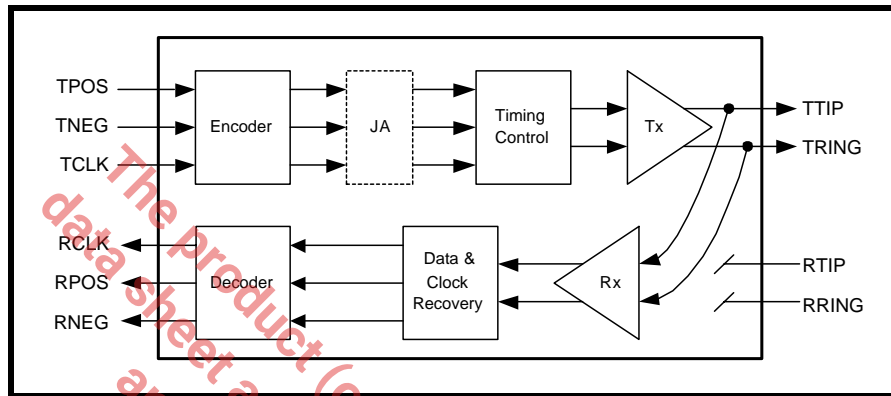 TPOS
TNEG
TCLK
Encoder
JA
Timing
Control
Tx
TTIP
TRING
RCLK
RPOS
RNEG
Decoder
Data &
Clock
Recovery
Rx
RTIP
RRING
The product (
data sheet a